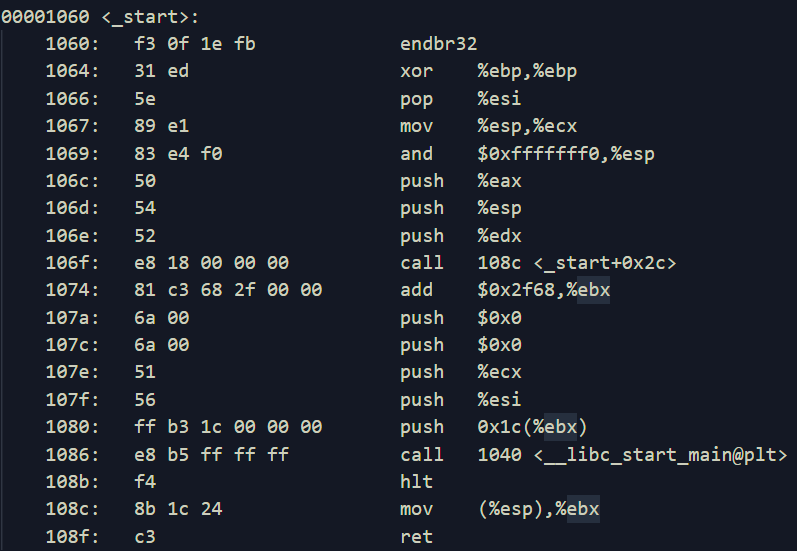 00001060 <_start>:
1060: f3 0f 1e fb endbr32
1064: 31 ed xor %ebp,%ebp
1066: 5e pop %esi
1067: 89 e1 mov %esp,%ecx
1069: 83 e4 f0 and $0xfffffff0,%esp
106c: 50 push %eax
106d: 54 push %esp
106e: 52 push %edx
106f: e8 18 00 00 00 call 108c <_start+0x2c>
1074: 81 c3 68 2f 00 00 add $0x2f68,%ebx
107a: 6a 00 push $0x0
107c: 6a 00 push $0x0
107e: 51 push %ecx
107f: 56 push %esi
1080: ff b3 1c 00 00 00 push 0x1c(%ebx)
1086: e8 b5 ff ff ff call 1040 <__libc_start_main@plt>
108b: f4 hlt
108c: 8b 1c 24 mov (%esp),%ebx
108f: c3 ret